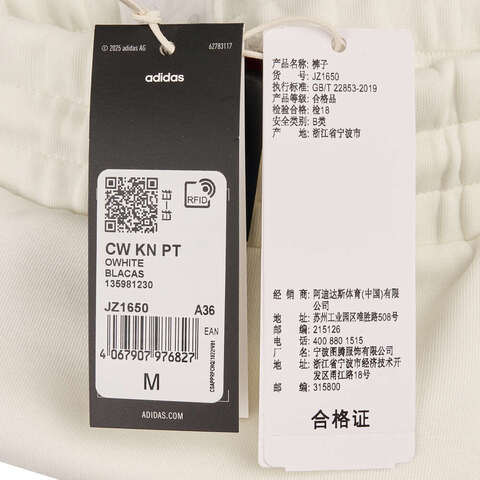 © 2025 adidas AG
62783117
adidas
RFID
CW KN PT
OWHITE
BLACAS
135981230
JZ1650 A36
EAN
4 067907 976827
M
ADIDAS.COM
产品名称: 裤子
货 号: JZ1650
执行标准: GB/T 22853-2019
产品等级: 合格品
检验合格: 检18
安全类别: B类
产 地: 浙江省宁波市
经 销 商: 阿迪达斯体育(中国)有限
公司
地 址: 苏州工业园区唯胜路508号
邮 编: 215126
电 话: 400 880 1515
厂 名: 宁波图腾服饰有限公司
厂 址: 浙江省宁波市经济技术开
发区甬江路18号
邮 编: 315800
合格证